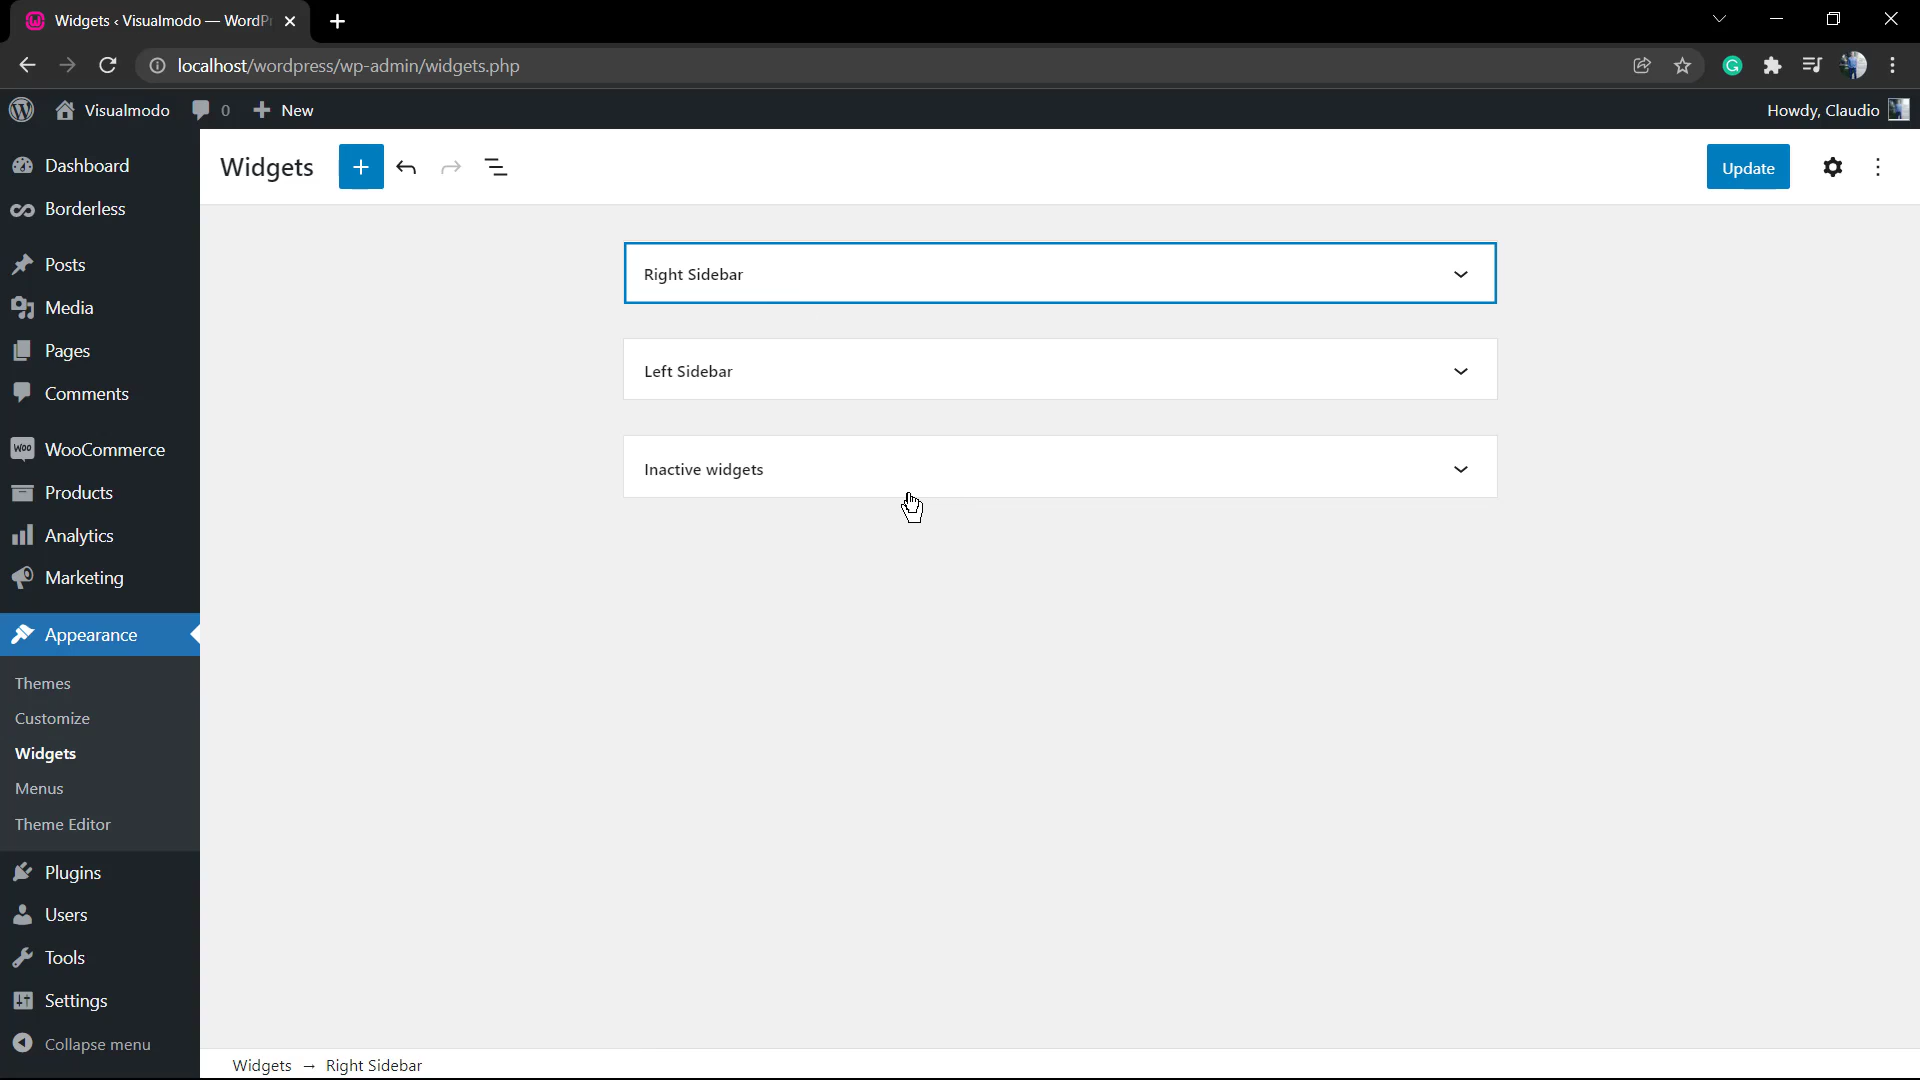 Widgets ‹ Visualmodo — WordP
localhost/wordpress/wp-admin/widgets.php
Visualmodo 0 New Howdy, Claudio
Widgets Update
Dashboard
Borderless
Posts
Media
Pages
Comments
WooCommerce
Products
Analytics
Marketing
Appearance
Themes
Customize
Widgets
Menus
Theme Editor
Plugins
Users
Tools
Settings
Collapse menu
Right Sidebar
Left Sidebar
Inactive widgets
Widgets → Right Sidebar